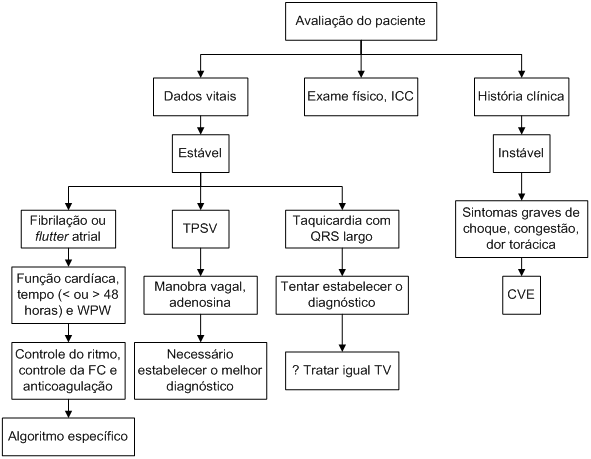 Avaliação do paciente
Dados vitais
Exame físico, ICC
História clínica
Estável
Instável
Fibrilação ou
flutter atrial
TPSV
Taquicardia com
QRS largo
Sintomas graves de
choque, congestão,
dor torácica
Função cardíaca,
tempo (< ou > 48
horas) e WPW
Manobra vagal,
adenosina
Tentar estabelecer o
diagnóstico
CVE
Controle do ritmo,
controle da FC e
anticoagulação
Necessário
estabelecer o melhor
diagnóstico
? Tratar igual TV
Algoritmo específico